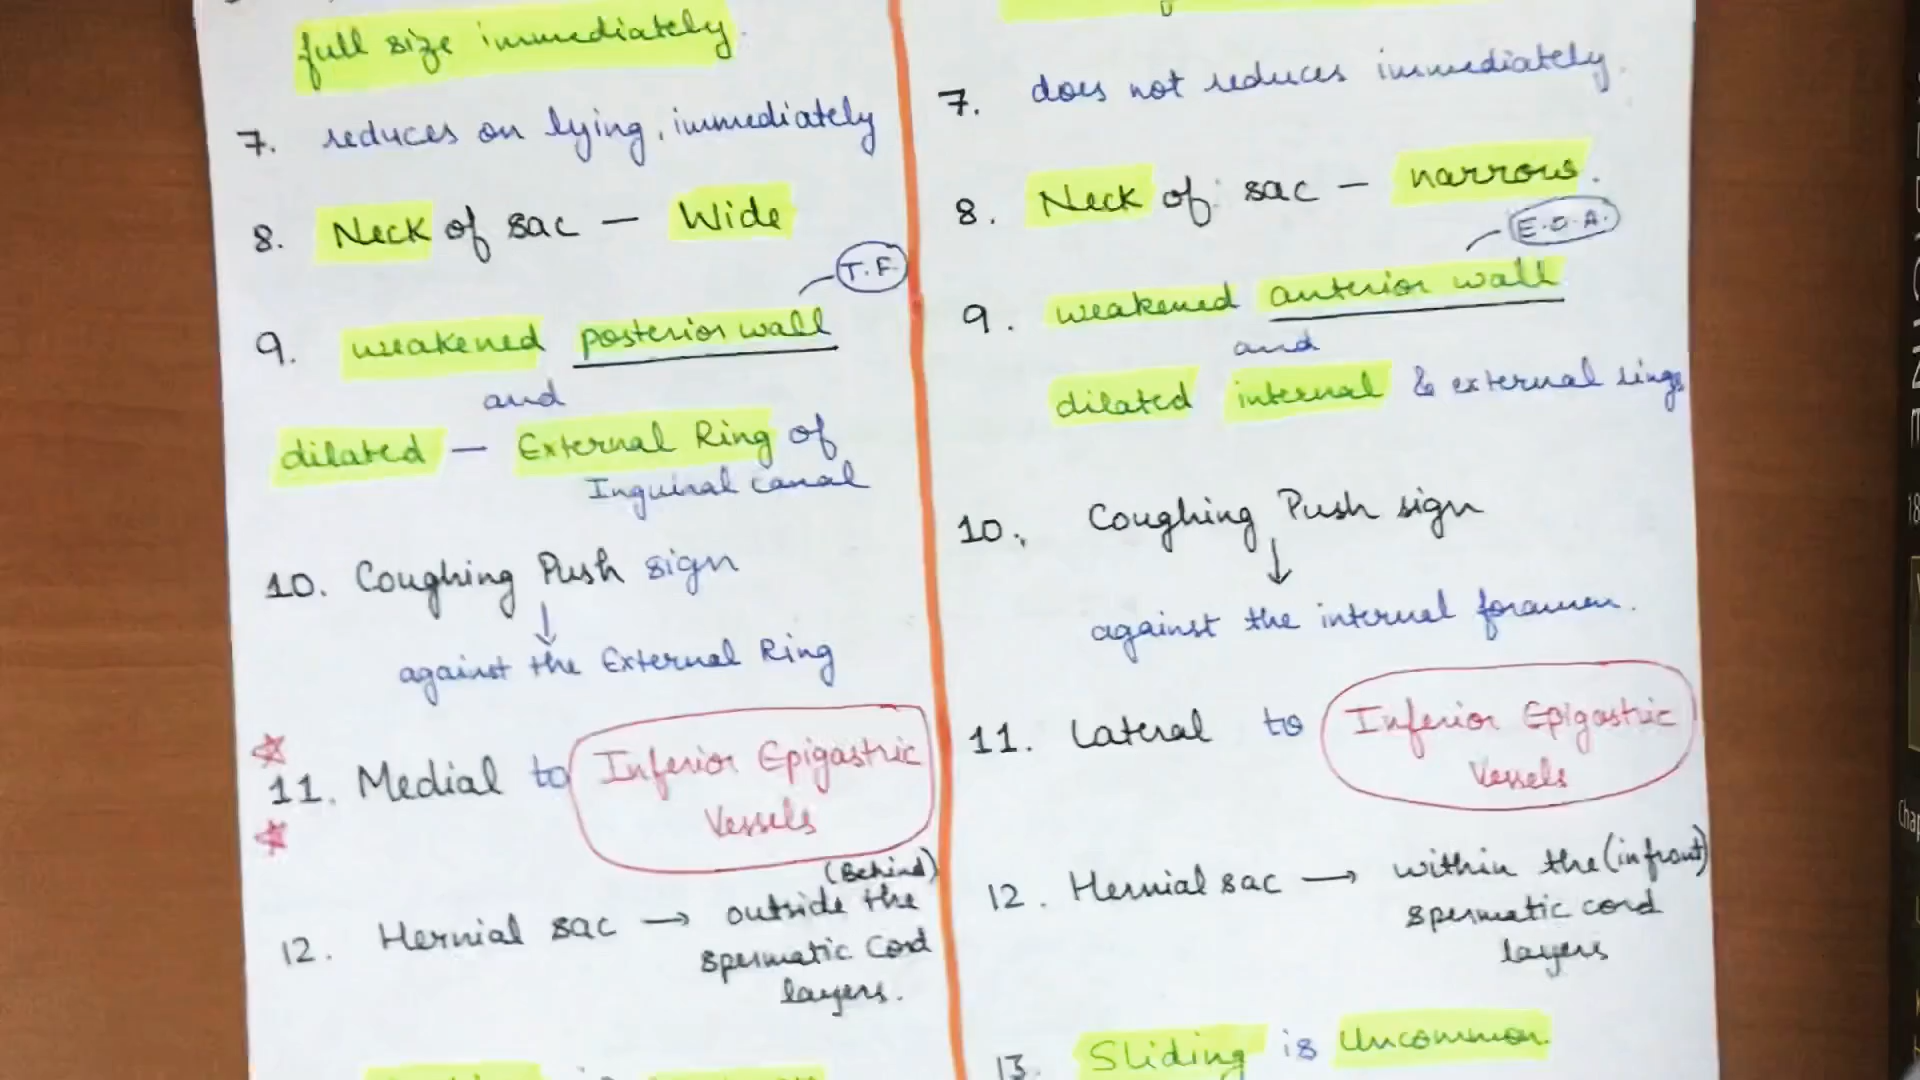 full size immediately.
7. reduces on lying, immediately
8. Neck of sac — Wide
T.F.
9. weakened posterior wall
and
dilated — External Ring of
Inguinal canal
10. Coughing Push sign
↓
against the External Ring
11. Medial to Inferior Epigastric
Vessels
(Behind)
12. Hernial sac → outside the
spermatic Cord
layers.
7. does not reduces immediately.
8. Neck of sac — narrow.
E.O.A.
9. weakened anterior wall
and
dilated internal & external rings
10. Coughing Push sign
↓
against the internal foramen.
11. Lateral to Inferior Epigastric
Vessels
12. Hernial sac → within the (infront)
spermatic cord
layers
13. Sliding is Uncommon.